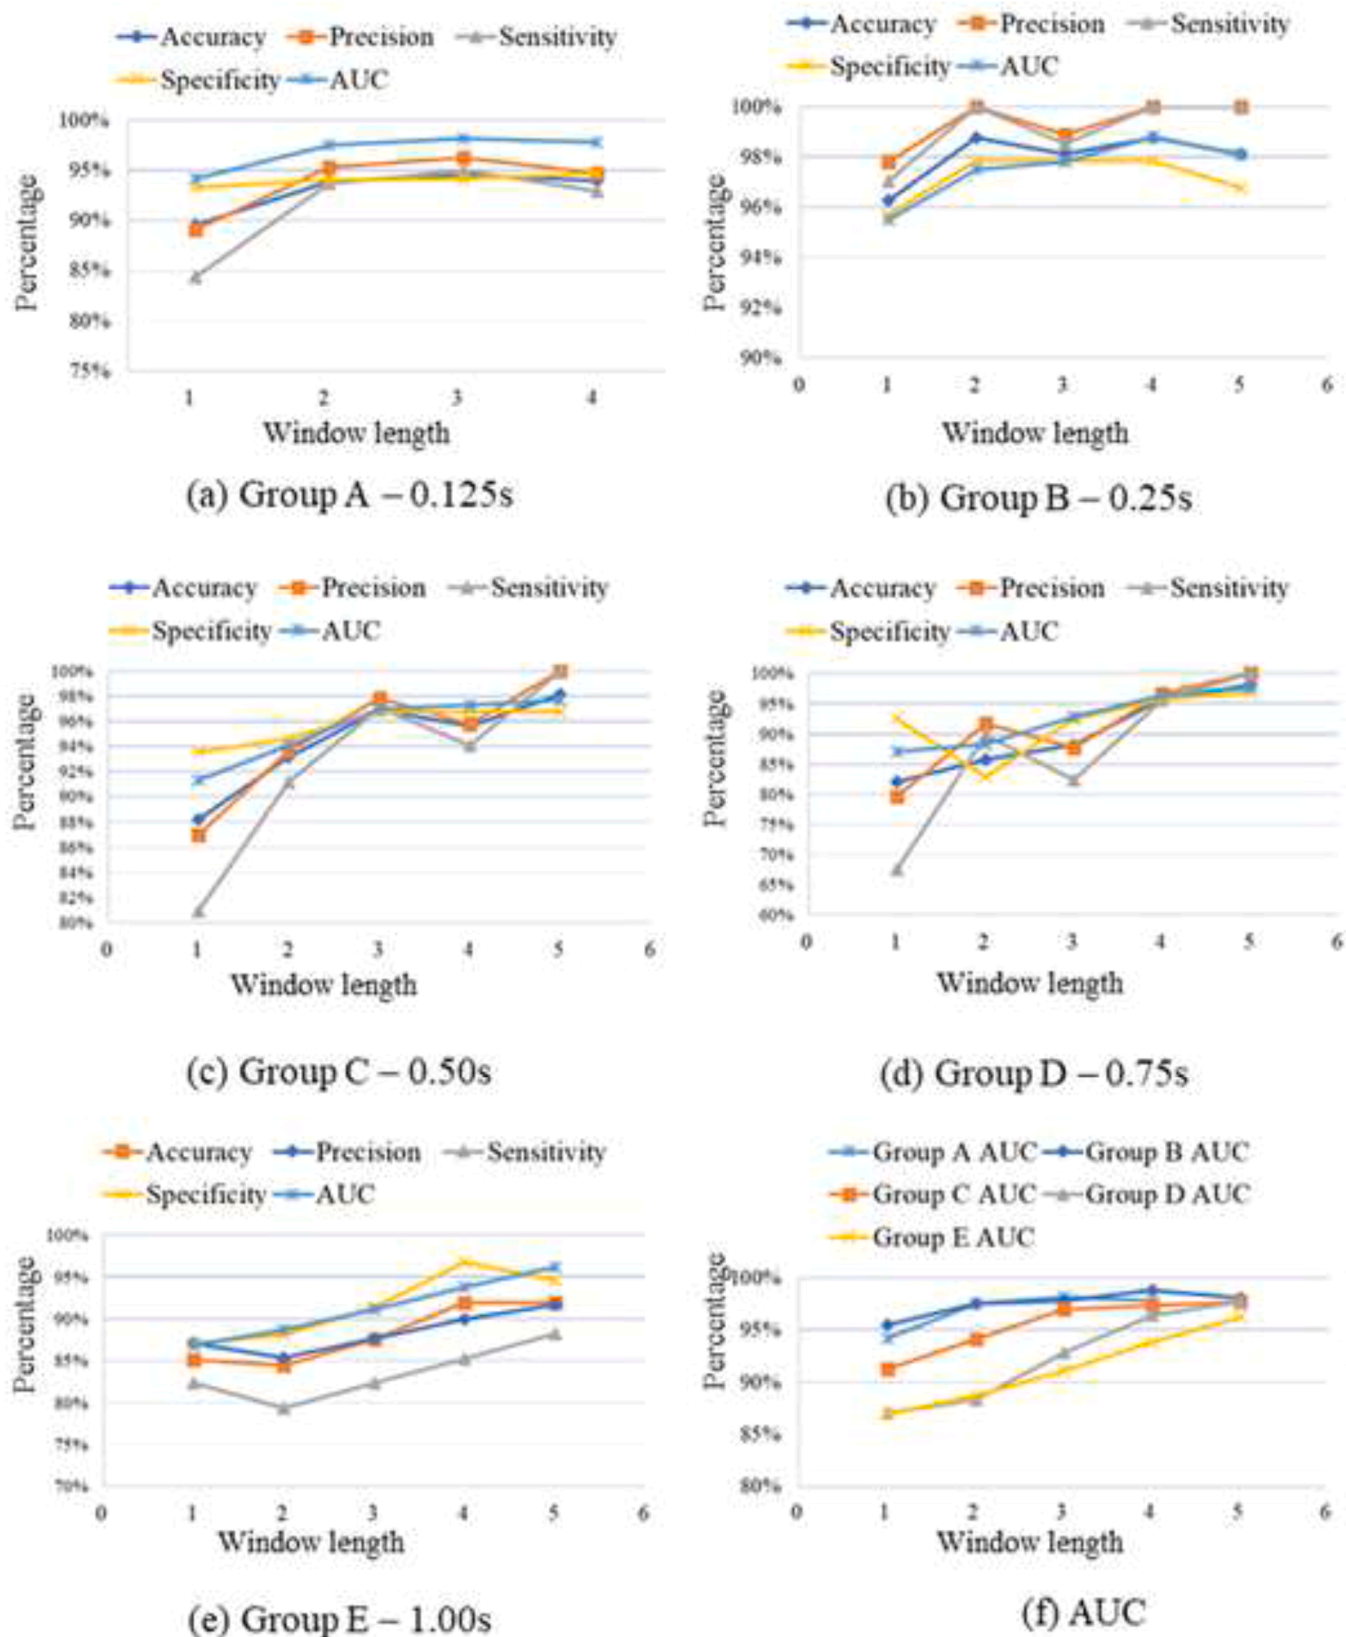 Accuracy Precision Sensitivity
Specificity AUC
100%
95%
90%
85%
80%
75%
Percentage
1 2 3 4
Window length
(a) Group A – 0.125s
Accuracy Precision Sensitivity
Specificity AUC
100%
98%
96%
94%
92%
90%
Percentage
0 1 2 3 4 5 6
Window length
(b) Group B – 0.25s
Accuracy Precision Sensitivity
Specificity AUC
100%
98%
96%
94%
92%
90%
88%
86%
84%
82%
80%
Percentage
0 1 2 3 4 5 6
Window length
(c) Group C – 0.50s
Accuracy Precision Sensitivity
Specificity AUC
100%
95%
90%
85%
80%
75%
70%
65%
60%
Percentage
0 1 2 3 4 5 6
Window length
(d) Group D – 0.75s
Accuracy Precision Sensitivity
Specificity AUC
100%
95%
90%
85%
80%
75%
70%
Percentage
0 1 2 3 4 5 6
Window length
(e) Group E – 1.00s
Group A AUC Group B AUC
Group C AUC Group D AUC
Group E AUC
100%
95%
90%
85%
80%
Percentage
0 1 2 3 4 5 6
Window length
(f) AUC